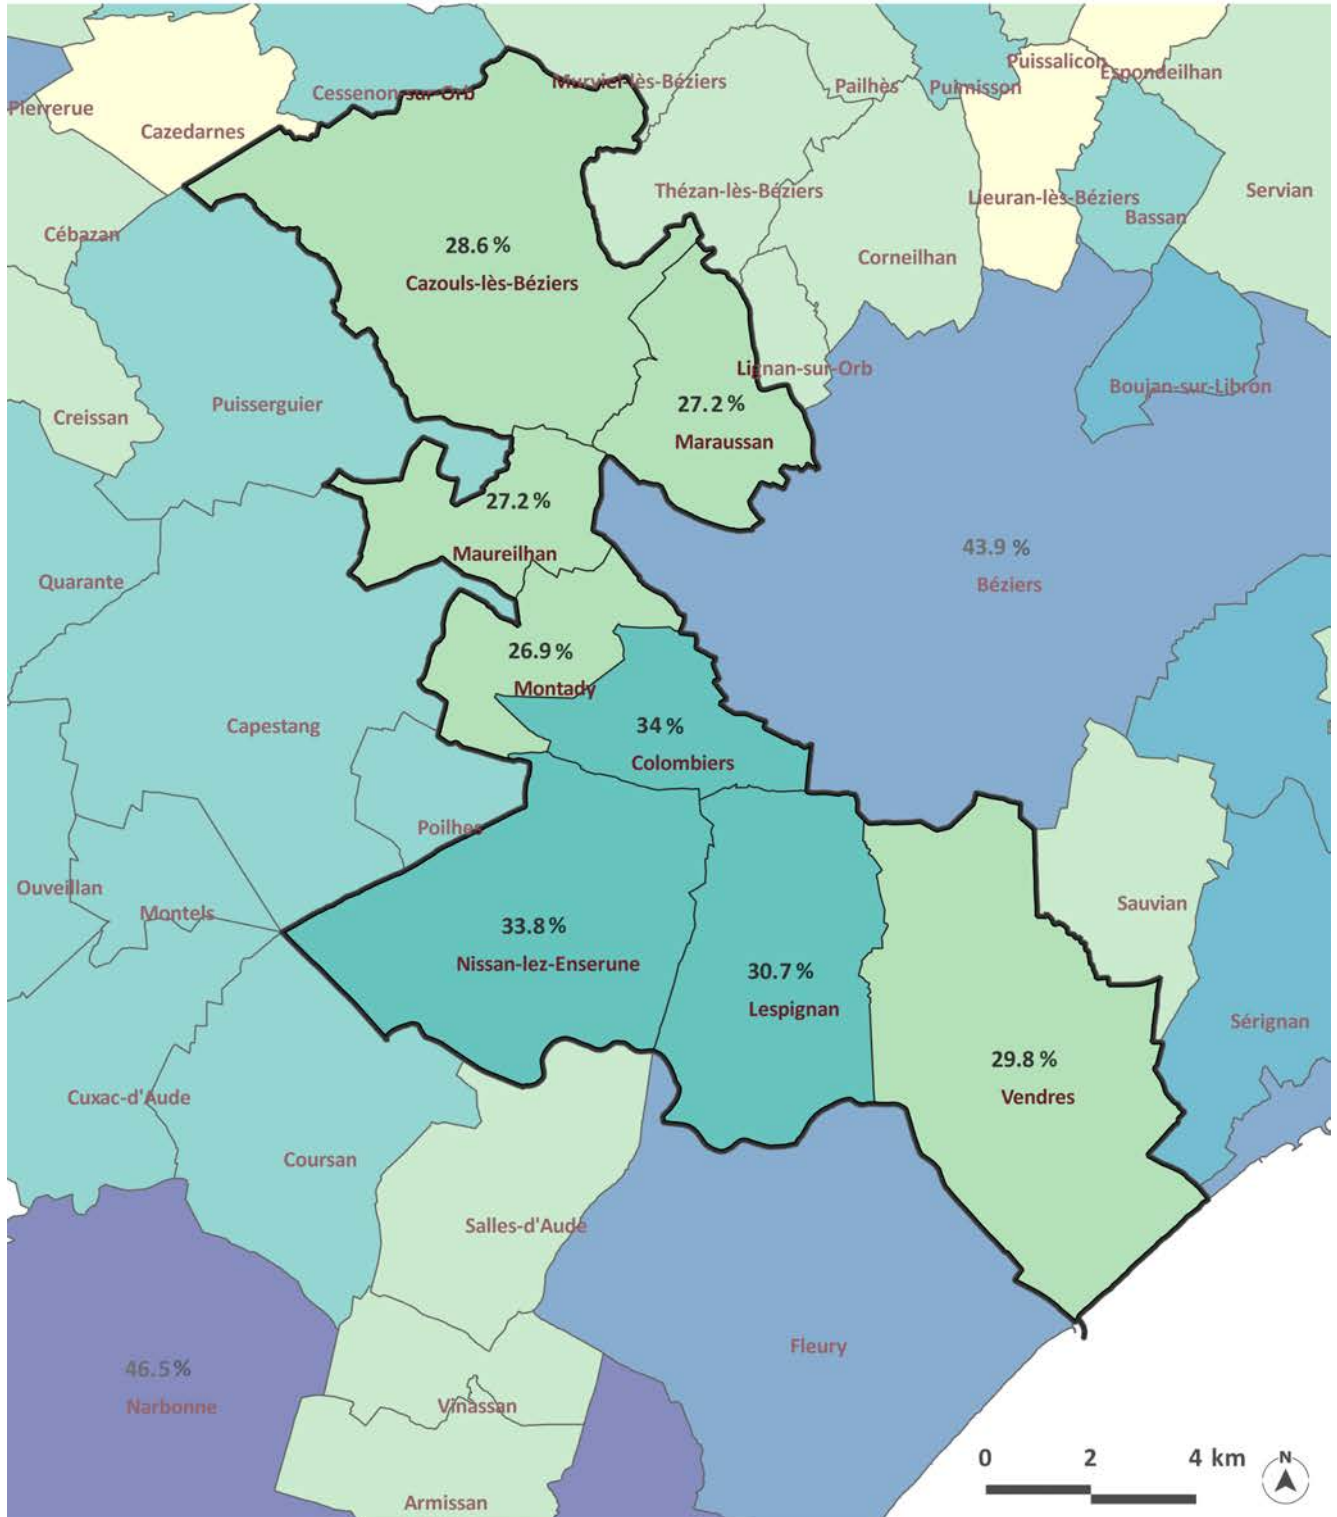 Puissalicon
Espondeilhan
Murviel-lès-Béziers
Pailhès
Puimisson
Cessenon-sur-Orb
Pierrerue
Cazedarnes
Thézan-lès-Béziers
Lieuran-lès-Béziers
Servian
Bassan
Cébazan
28.6 %
Cazouls-lès-Béziers
Corneilhan
Lignan-sur-Orb
Boujan-sur-Libron
Creissan
Puisserguier
27.2 %
Maraussan
27.2 %
Maureilhan
43.9 %
Béziers
Quarante
26.9 %
Montady
Capestang
34 %
Colombiers
Poilhes
Ouveillan
Montels
Sauvian
33.8 %
Nissan-lez-Enserune
30.7 %
Lespignan
Sérignan
29.8 %
Vendres
Cuxac-d'Aude
Coursan
Salles-d'Aude
Fleury
46.5 %
Narbonne
Vinassan
Armissan
0 2 4 km
N